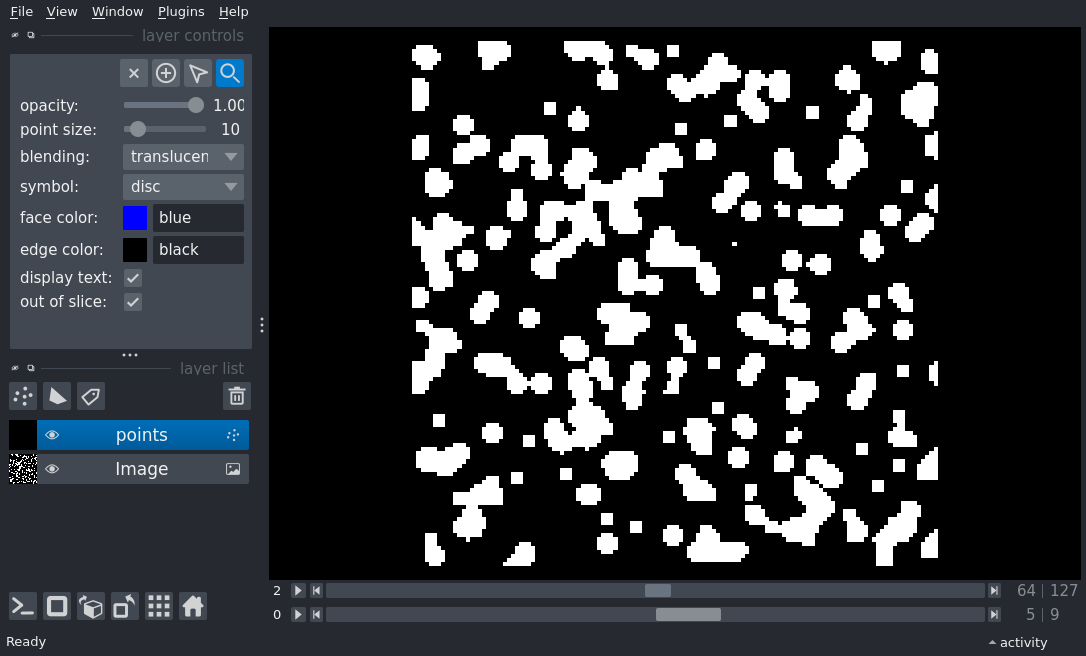 File View Window Plugins Help
layer controls
opacity: 1.00
point size: 10
blending: translucen
symbol: disc
face color: blue
edge color: black
display text:
out of slice:
layer list
points
Image
2 64 | 127
0 5 | 9
Ready
activity